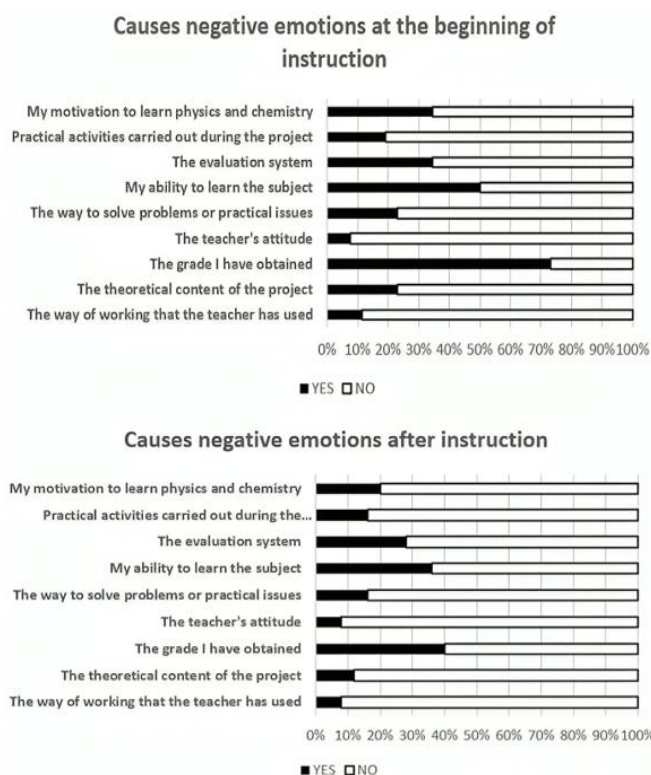 Causes negative emotions at the beginning of
instruction
My motivation to learn physics and chemistry
Practical activities carried out during the project
The evaluation system
My ability to learn the subject
The way to solve problems or practical issues
The teacher's attitude
The grade I have obtained
The theoretical content of the project
The way of working that the teacher has used
0% 10% 20% 30% 40% 50% 60% 70% 80% 90% 100%
YES NO
Causes negative emotions after instruction
My motivation to learn physics and chemistry
Practical activities carried out during the...
The evaluation system
My ability to learn the subject
The way to solve problems or practical issues
The teacher's attitude
The grade I have obtained
The theoretical content of the project
The way of working that the teacher has used
0% 10% 20% 30% 40% 50% 60% 70% 80% 90% 100%
YES NO